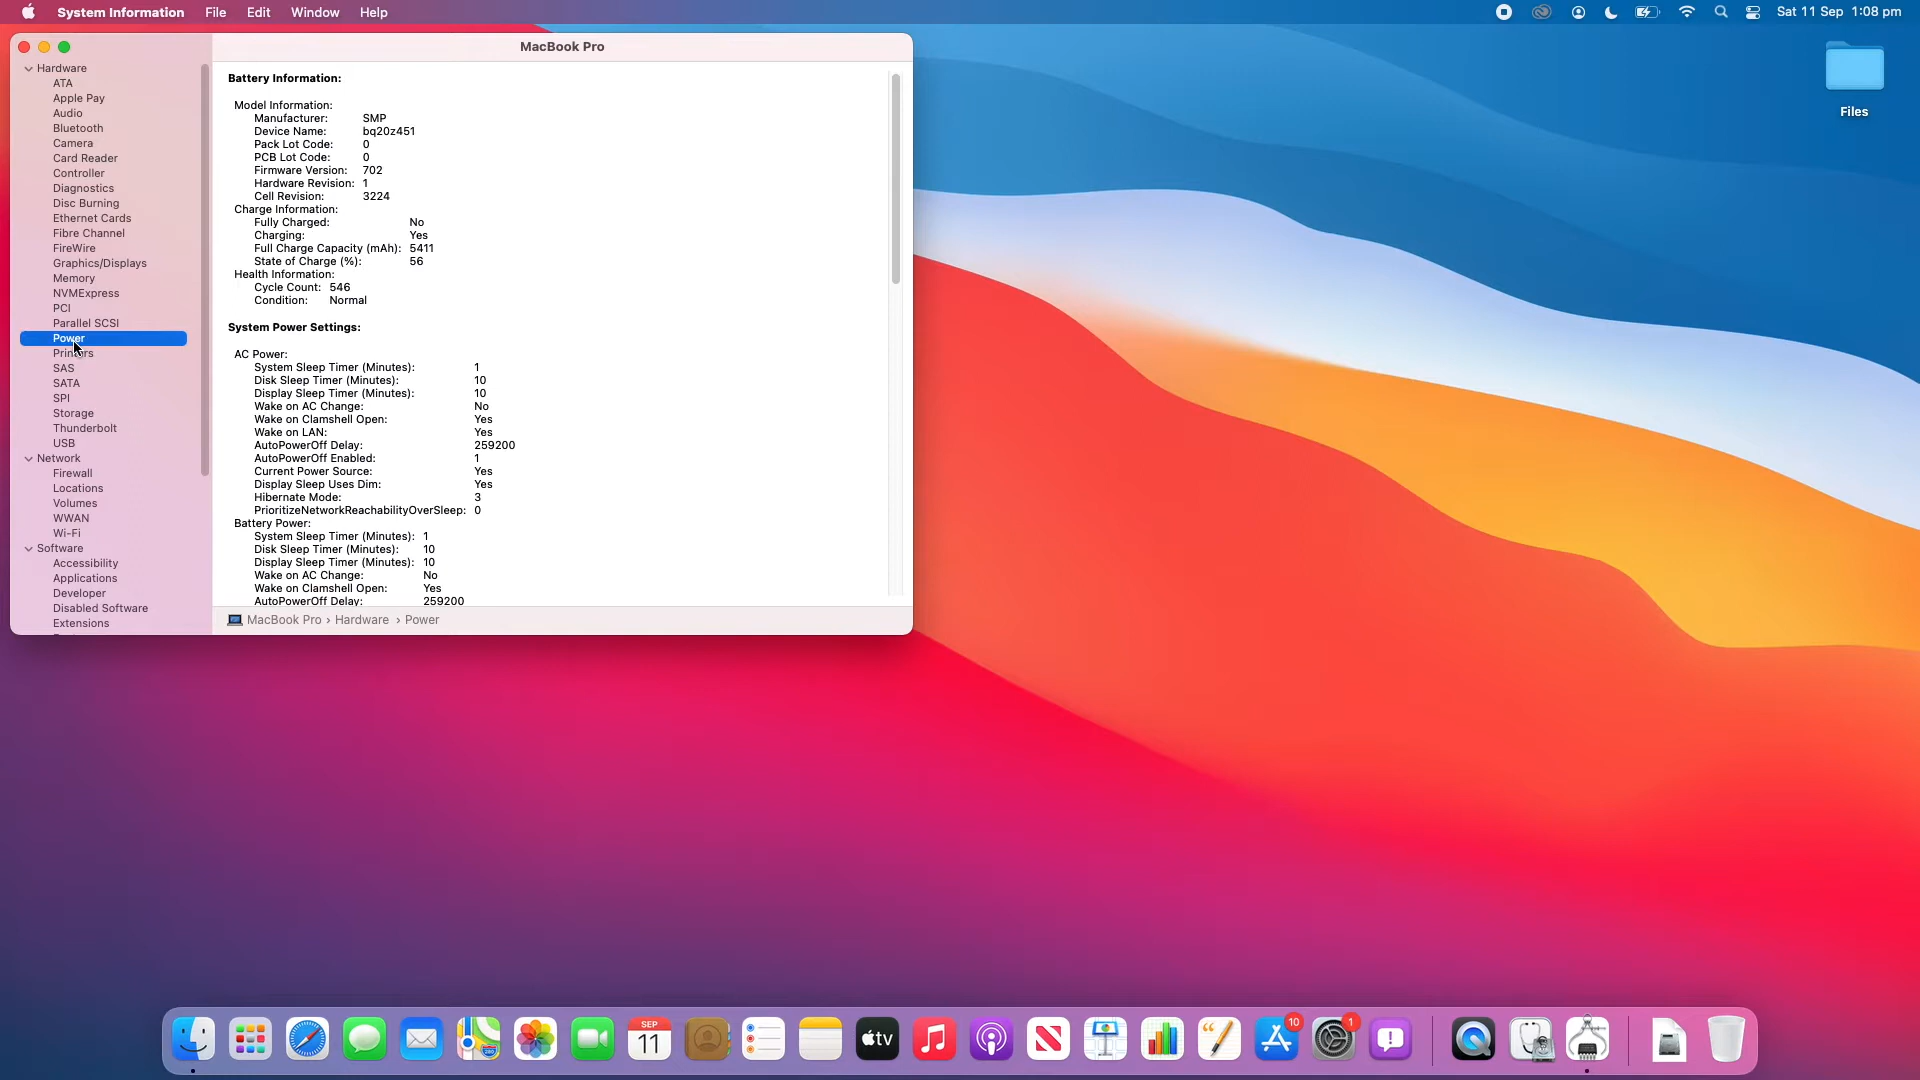 System Information File Edit Window Help
Sat 11 Sep 1:08 pm
MacBook Pro
Hardware
ATA
Apple Pay
Audio
Bluetooth
Camera
Card Reader
Controller
Diagnostics
Disc Burning
Ethernet Cards
Fibre Channel
FireWire
Graphics/Displays
Memory
NVMExpress
PCI
Parallel SCSI
Power
Printers
SAS
SATA
SPI
Storage
Thunderbolt
USB
Network
Firewall
Locations
Volumes
WWAN
Wi-Fi
Software
Accessibility
Applications
Developer
Disabled Software
Extensions
Battery Information:
Model Information:
Manufacturer: SMP
Device Name: bq20z451
Pack Lot Code: 0
PCB Lot Code: 0
Firmware Version: 702
Hardware Revision: 1
Cell Revision: 3224
Charge Information:
Fully Charged: No
Charging: Yes
Full Charge Capacity (mAh): 5411
State of Charge (%): 56
Health Information:
Cycle Count: 546
Condition: Normal
System Power Settings:
AC Power:
System Sleep Timer (Minutes): 1
Disk Sleep Timer (Minutes): 10
Display Sleep Timer (Minutes): 10
Wake on AC Change: No
Wake on Clamshell Open: Yes
Wake on LAN: Yes
AutoPowerOff Delay: 259200
AutoPowerOff Enabled: 1
Current Power Source: Yes
Display Sleep Uses Dim: Yes
Hibernate Mode: 3
PrioritizeNetworkReachabilityOverSleep: 0
Battery Power:
System Sleep Timer (Minutes): 1
Disk Sleep Timer (Minutes): 10
Display Sleep Timer (Minutes): 10
Wake on AC Change: No
Wake on Clamshell Open: Yes
AutoPowerOff Delay: 259200
MacBook Pro › Hardware › Power
Files
SEP
11
tv
10
1